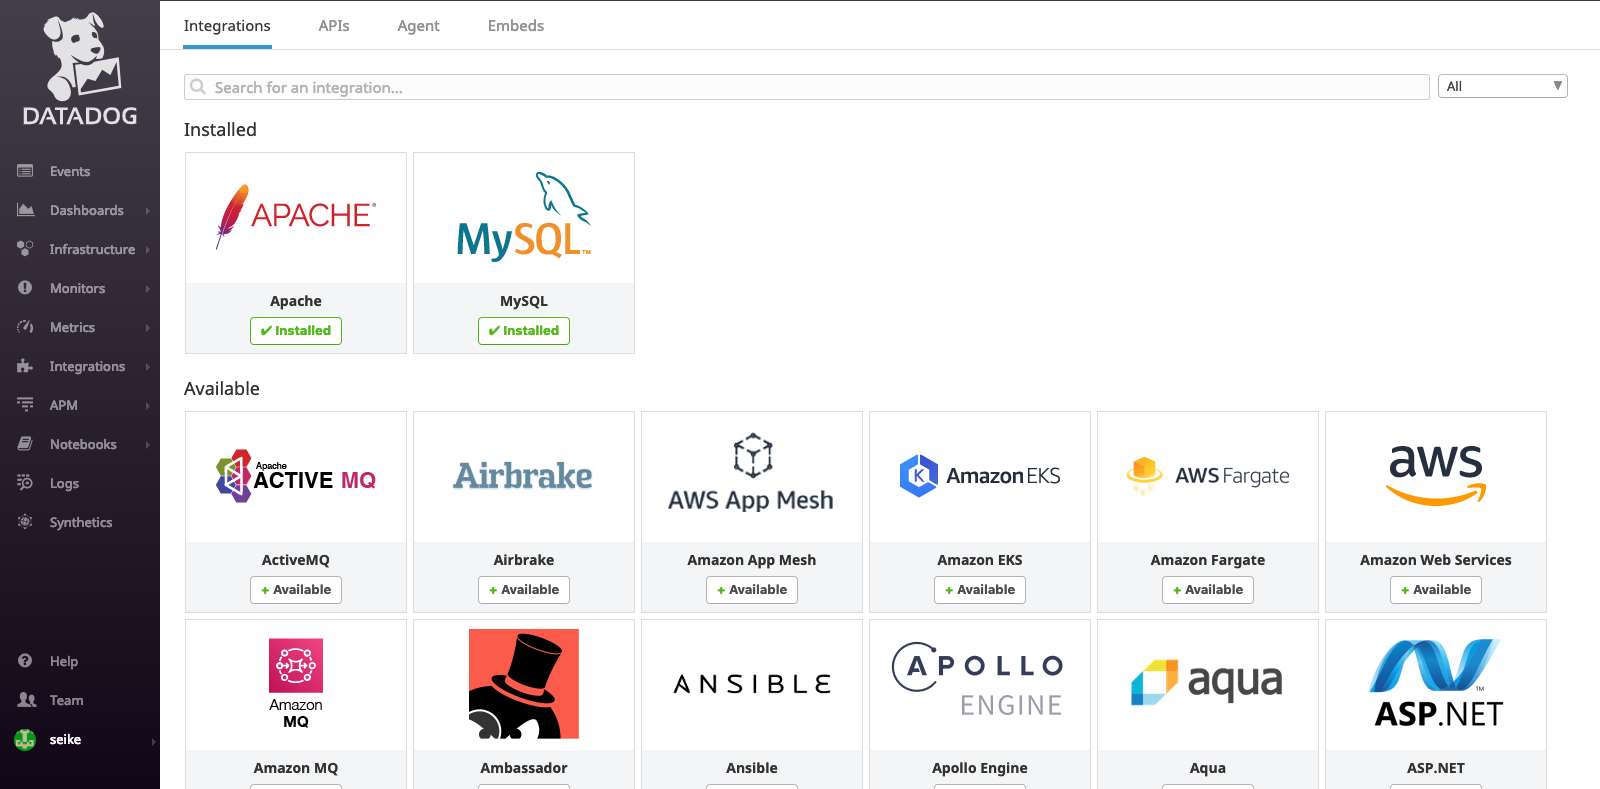 DATADOG
Events
Dashboards
Infrastructure
Monitors
Metrics
Integrations
APM
Notebooks
Logs
Synthetics
Help
Team
seike
Integrations APIs Agent Embeds
Search for an integration...
All
Installed
APACHE®
MySQL™
Apache MySQL
✔ Installed ✔ Installed
Available
Apache
ACTIVE MQ
Airbrake
AWS App Mesh
Amazon EKS
AWS Fargate
aws
ActiveMQ Airbrake Amazon App Mesh Amazon EKS Amazon Fargate Amazon Web Services
+ Available + Available + Available + Available + Available + Available
Amazon
MQ
ANSIBLE
APOLLO
ENGINE
aqua
ASP.NET™
Amazon MQ Ambassador Ansible Apollo Engine Aqua ASP.NET